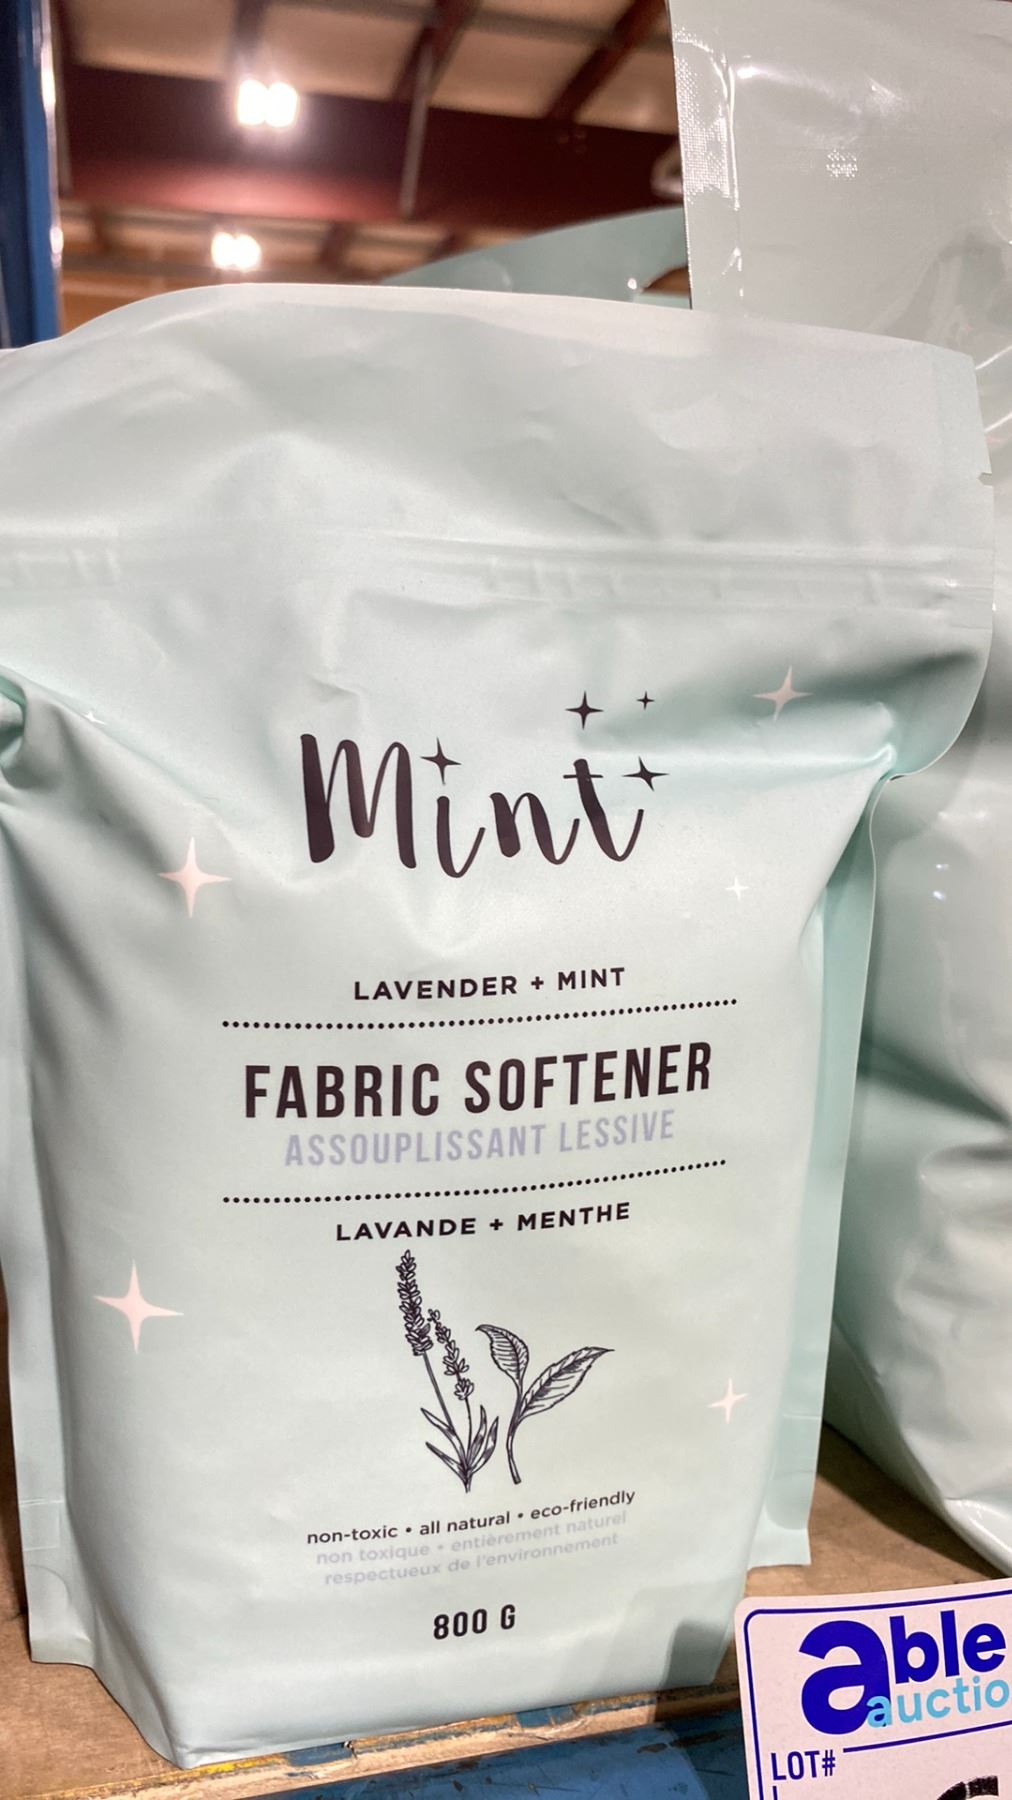 Mint
LAVENDER + MINT
FABRIC SOFTENER
ASSOUPLISSANT LESSIVE
LAVANDE + MENTHE
non-toxic • all natural • eco-friendly
non toxique • entièrement naturel
respectueux de l'environnement
800 G
able
auctio
LOT#